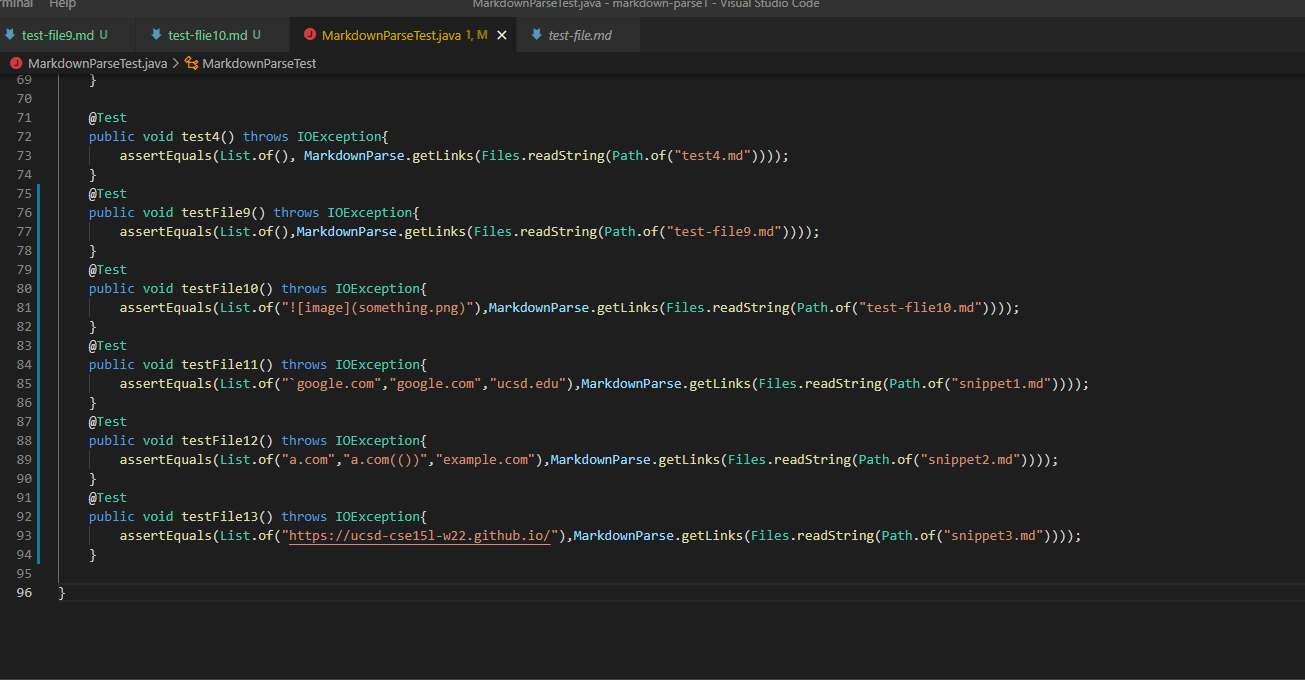 rminal Help MarkdownParseTest.java - markdown-parse1 - Visual Studio Code
test-file9.md U test-flie10.md U MarkdownParseTest.java 1, M test-file.md
MarkdownParseTest.java > MarkdownParseTest
69 }
70
71 @Test
72 public void test4() throws IOException{
73 assertEquals(List.of(), MarkdownParse.getLinks(Files.readString(Path.of("test4.md"))));
74 }
75 @Test
76 public void testFile9() throws IOException{
77 assertEquals(List.of(),MarkdownParse.getLinks(Files.readString(Path.of("test-file9.md"))));
78 }
79 @Test
80 public void testFile10() throws IOException{
81 assertEquals(List.of("![image](something.png)"),MarkdownParse.getLinks(Files.readString(Path.of("test-flie10.md"))));
82 }
83 @Test
84 public void testFile11() throws IOException{
85 assertEquals(List.of("`google.com","google.com","ucsd.edu"),MarkdownParse.getLinks(Files.readString(Path.of("snippet1.md"))));
86 }
87 @Test
88 public void testFile12() throws IOException{
89 assertEquals(List.of("a.com","a.com(())","example.com"),MarkdownParse.getLinks(Files.readString(Path.of("snippet2.md"))));
90 }
91 @Test
92 public void testFile13() throws IOException{
93 assertEquals(List.of("https://ucsd-cse15l-w22.github.io/"),MarkdownParse.getLinks(Files.readString(Path.of("snippet3.md"))));
94 }
95
96 }